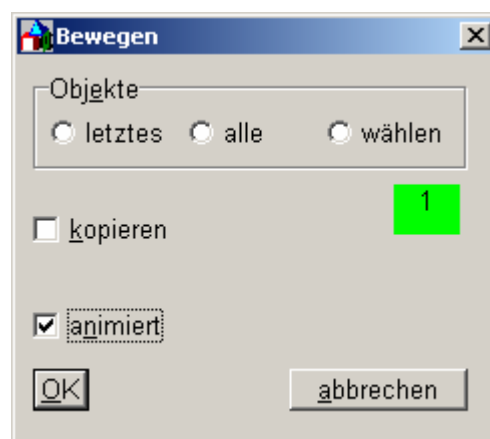 Bewegen
Objekte
letztes alle wählen
1
kopieren
animiert
OK abbrechen